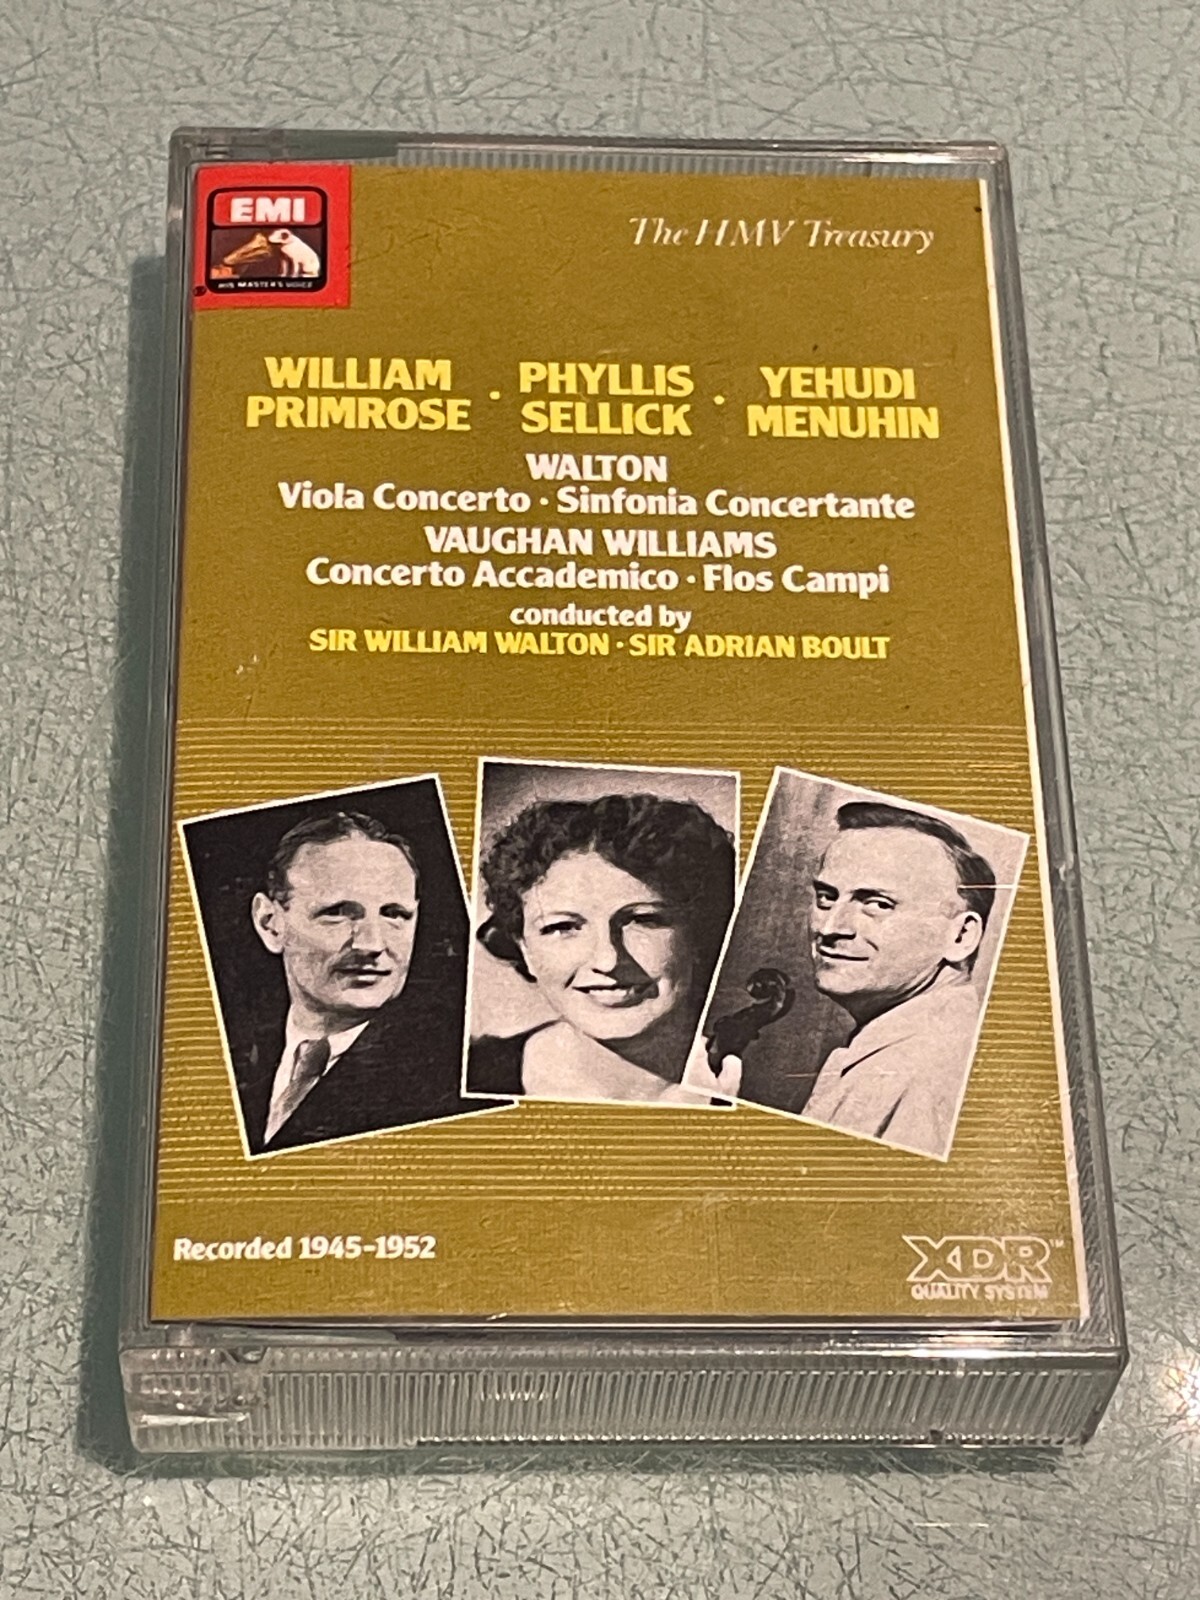 EMI
HIS MASTER'S VOICE
The HMV Treasury
WILLIAM PRIMROSE · PHYLLIS SELLICK · YEHUDI MENUHIN
WALTON
Viola Concerto · Sinfonia Concertante
VAUGHAN WILLIAMS
Concerto Accademico · Flos Campi
conducted by
SIR WILLIAM WALTON · SIR ADRIAN BOULT
Recorded 1945-1952
XDR™
QUALITY SYSTEM